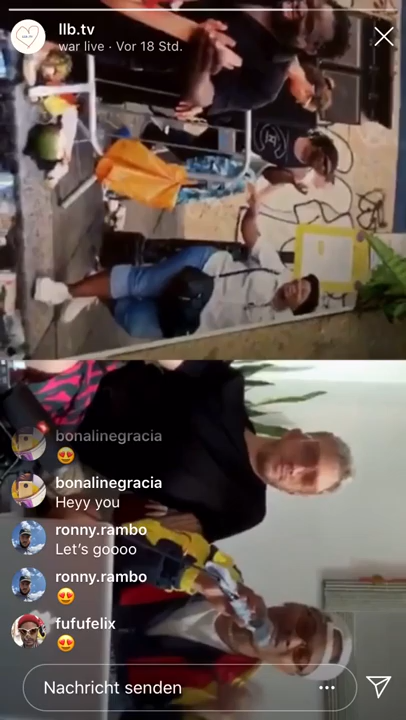 llb.tv
war live · Vor 18 Std.
bonalinegracia
😍
bonalinegracia
Heyy you
ronny.rambo
Let's goooo
ronny.rambo
😍
fufufelix
😍
Nachricht senden